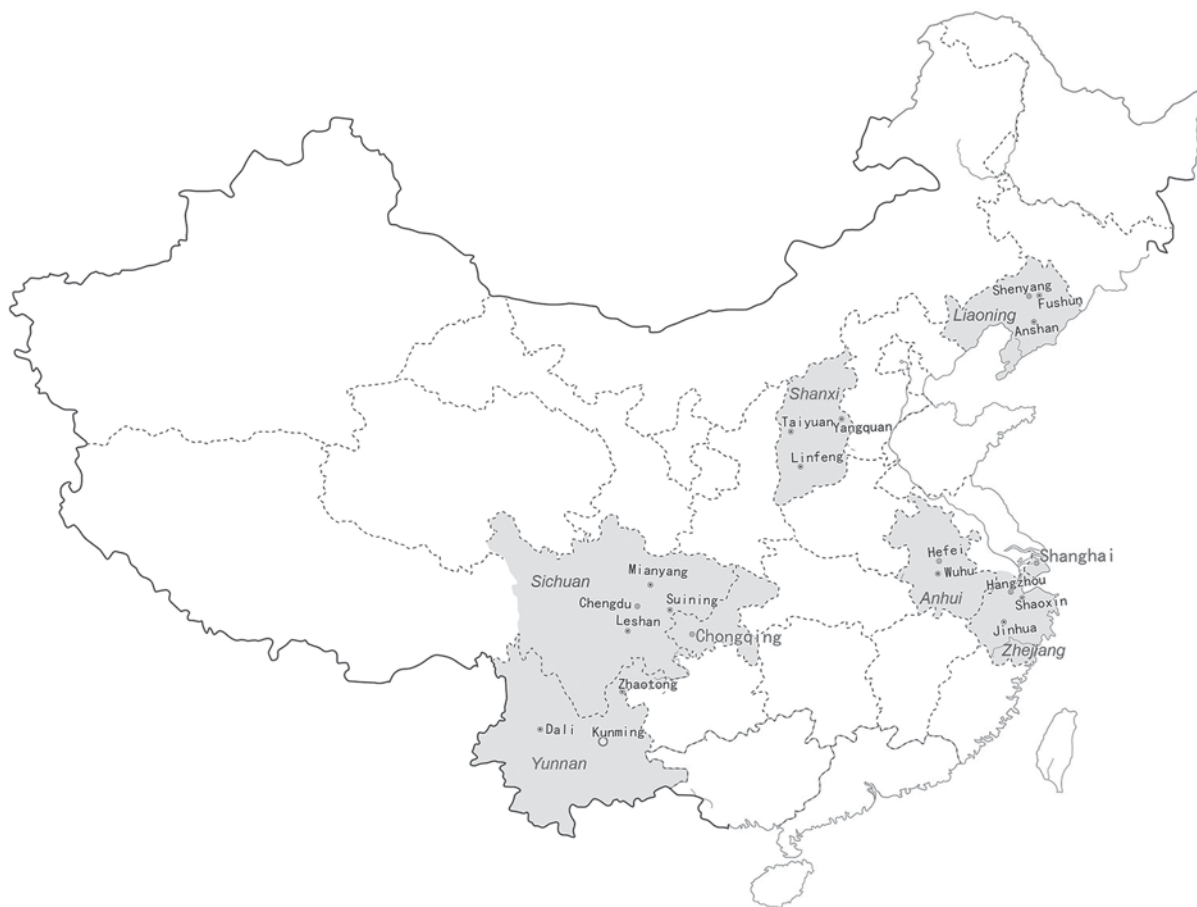 Shenyang
Fushun
Liaoning
Anshan
Shanxi
Taiyuan
Yangquan
Linfeng
Hefei
Shanghai
Wuhu
Hangzhou
Anhui
Shaoxin
Jinhua
Zhejiang
Sichuan
Mianyang
Chengdu
Suining
Leshan
Chongqing
Zhaotong
Dali
Kunming
Yunnan